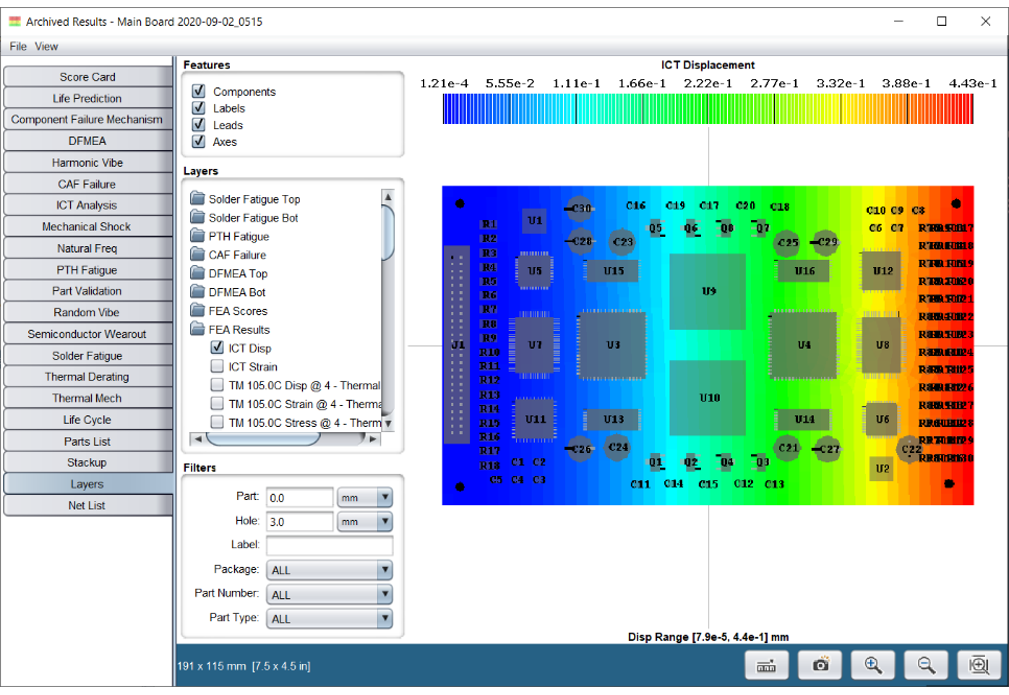 Archived Results - Main Board 2020-09-02_0515
File View
Score Card
Life Prediction
Component Failure Mechanism
DFMEA
Harmonic Vibe
CAF Failure
ICT Analysis
Mechanical Shock
Natural Freq
PTH Fatigue
Part Validation
Random Vibe
Semiconductor Wearout
Solder Fatigue
Thermal Derating
Thermal Mech
Life Cycle
Parts List
Stackup
Layers
Net List
Features
Components
Labels
Leads
Axes
Layers
Solder Fatigue Top
Solder Fatigue Bot
PTH Fatigue
CAF Failure
DFMEA Top
DFMEA Bot
FEA Scores
FEA Results
ICT Disp
ICT Strain
TM 105.0C Disp @ 4 - Thermal
TM 105.0C Strain @ 4 - Therma
TM 105.0C Stress @ 4 - Therm
Filters
Part: 0.0 mm
Hole: 3.0 mm
Label:
Package: ALL
Part Number: ALL
Part Type: ALL
ICT Displacement
1.21e-4 5.55e-2 1.11e-1 1.66e-1 2.22e-1 2.77e-1 3.32e-1 3.88e-1 4.43e-1
C30 C16 C19 C17 C20 C18 C10 C9 C8
R1 U1 Q5 Q6 Q8 Q7 C6 C7
R2 C28 C23 C25 C29
R3
R4 U5 U15 U16 U12
R5
R6 U9
R7
R8
R9 J1 U7 U3 U4 U8
R10
R11
R12
R13 U10
R14
R15 U11 U13 U14 U6
R16
R17 C26 C24 C21 C27 C22
R18 C1 C2 Q1 Q2 Q4 Q3 U2
C5 C4 C3 C11 C14 C15 C12 C13
Disp Range [7.9e-5, 4.4e-1] mm
191 x 115 mm [7.5 x 4.5 in]